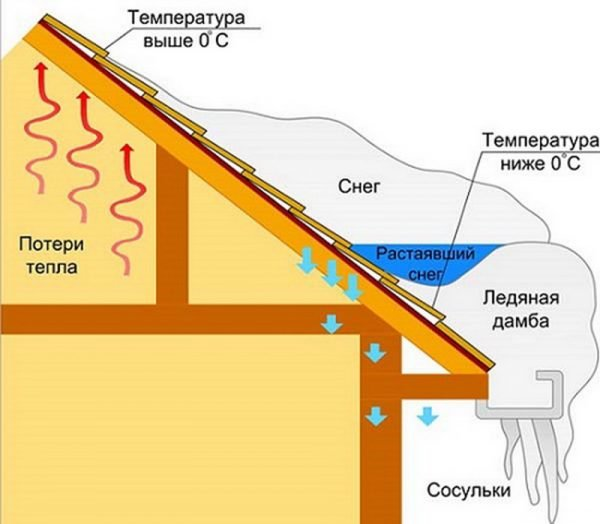 Температура
выше 0°С
Температура
ниже 0°С
Снег
Растаявший
снег
Потери
тепла
Ледяная
дамба
Сосульки